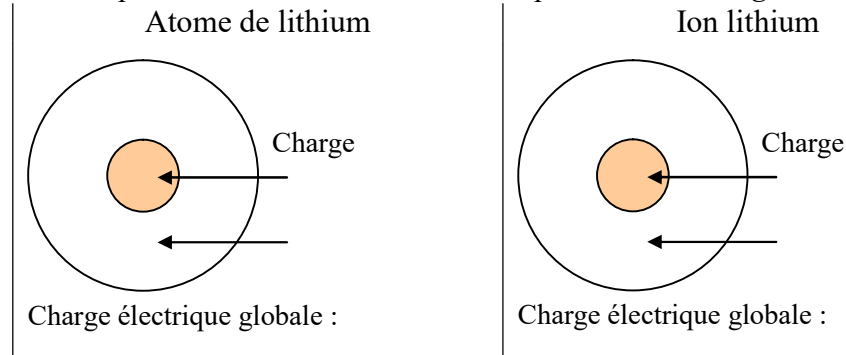 Atome de lithium
Charge
Charge électrique globale :
Ion lithium
Charge
Charge électrique globale :